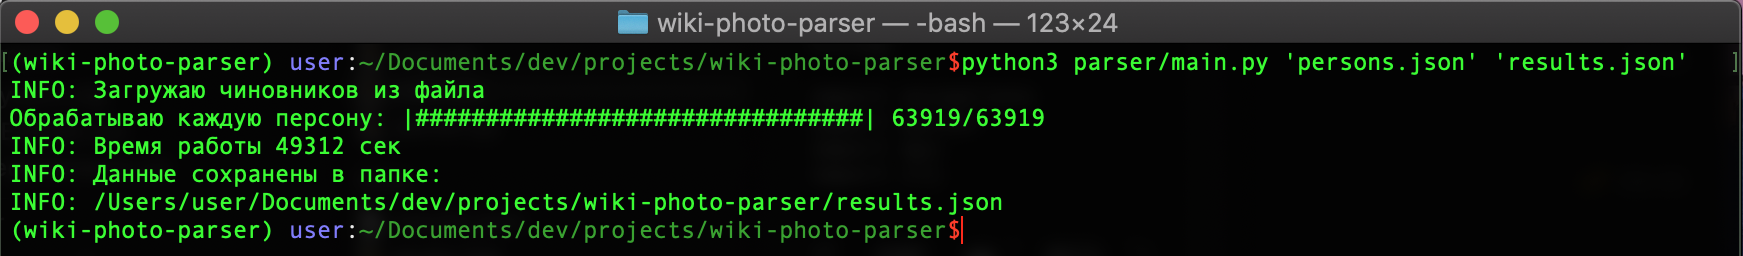 wiki-photo-parser — -bash — 123×24
[(wiki-photo-parser) user:~/Documents/dev/projects/wiki-photo-parser$python3 parser/main.py 'persons.json' 'results.json' ]
INFO: Загружаю чиновников из файла
Обрабатываю каждую персону: |################################| 63919/63919
INFO: Время работы 49312 сек
INFO: Данные сохранены в папке:
INFO: /Users/user/Documents/dev/projects/wiki-photo-parser/results.json
(wiki-photo-parser) user:~/Documents/dev/projects/wiki-photo-parser$